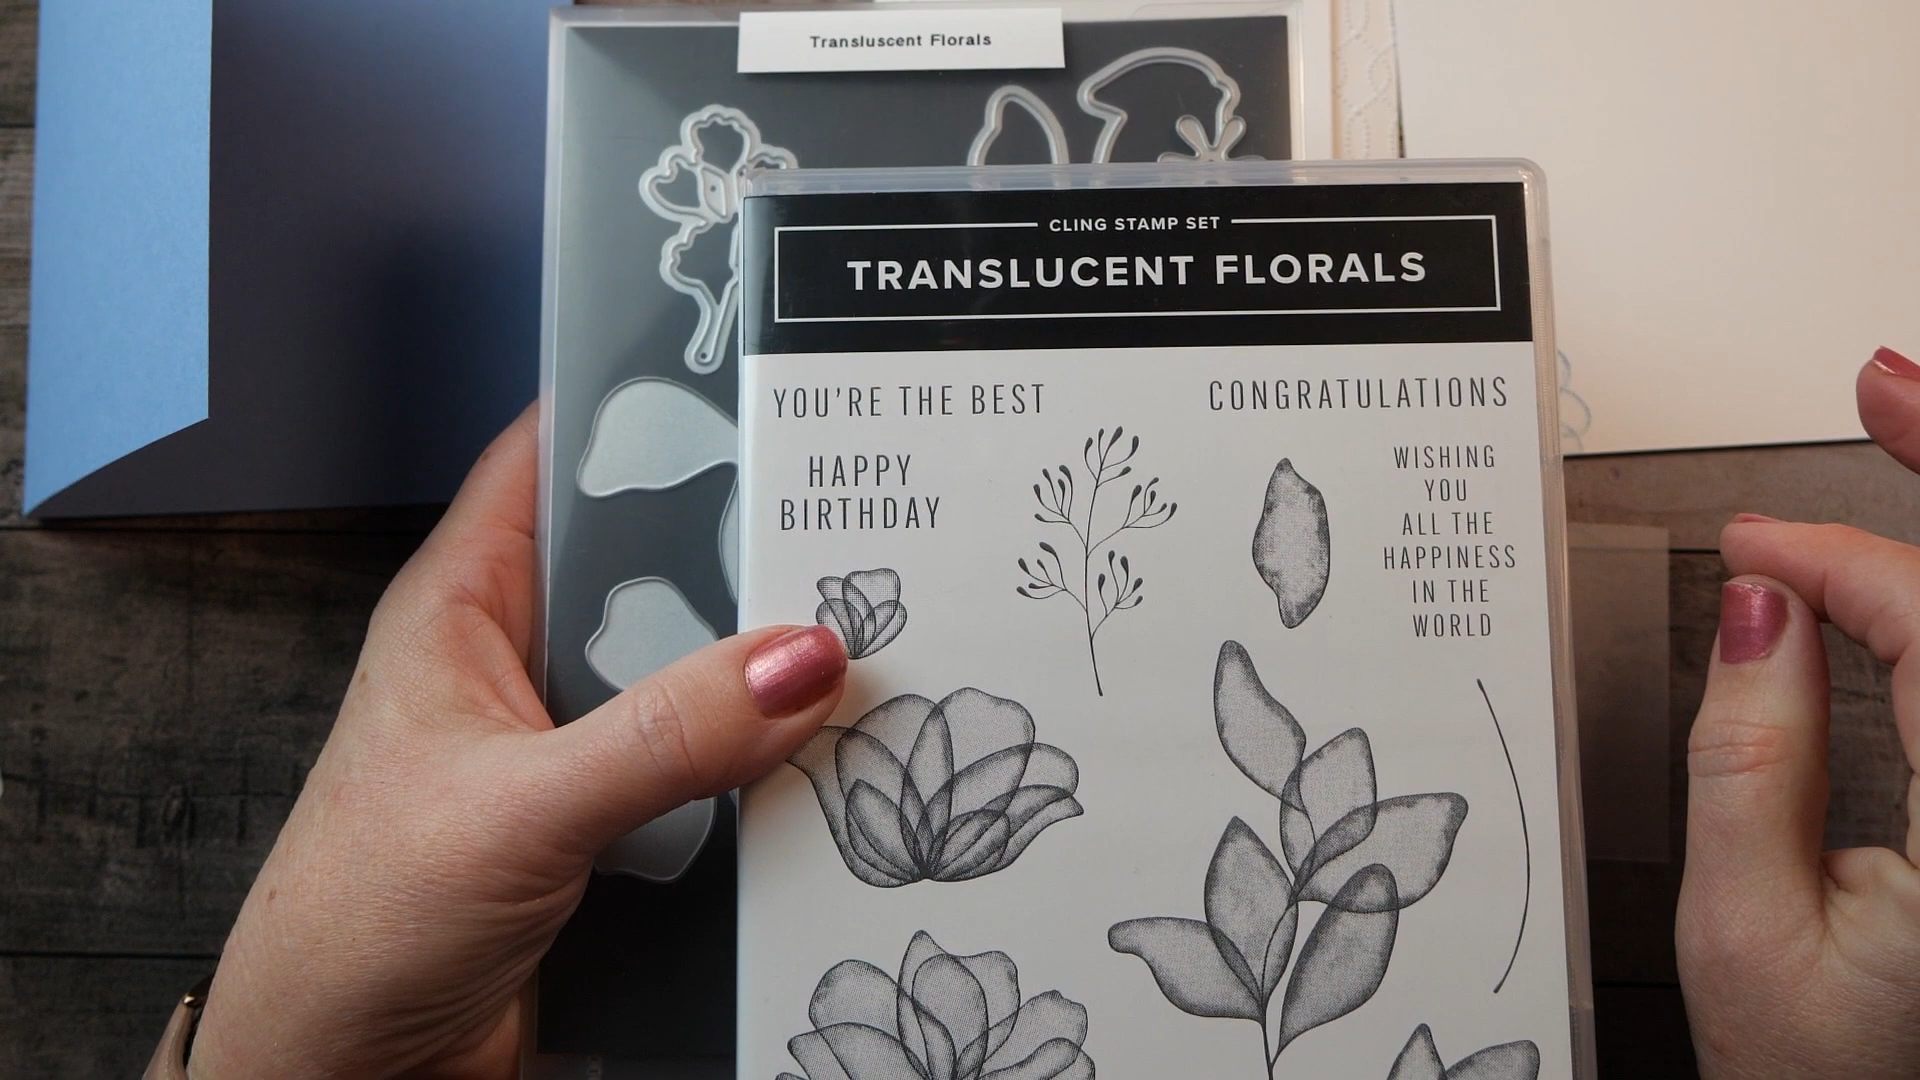 Transluscent Florals
CLING STAMP SET
TRANSLUCENT FLORALS
YOU'RE THE BEST
CONGRATULATIONS
HAPPY
BIRTHDAY
WISHING
YOU
ALL THE
HAPPINESS
IN THE
WORLD